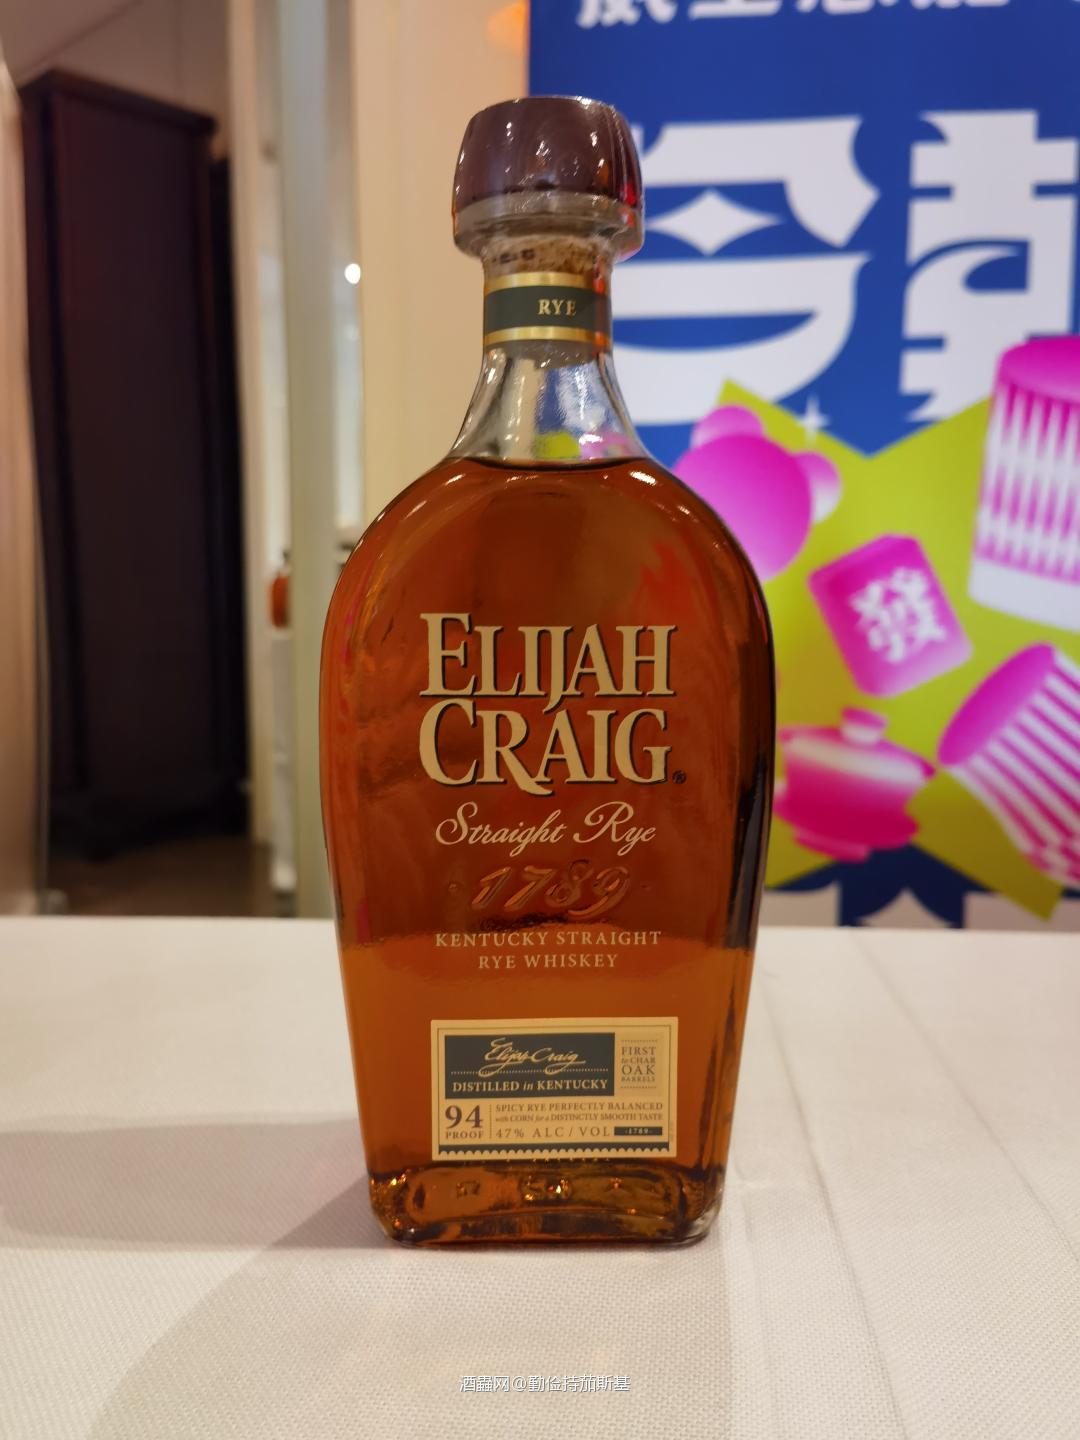 RYE
ELIJAH
CRAIG
Straight Rye
1789
KENTUCKY STRAIGHT
RYE WHISKEY
Elijah Craig
DISTILLED in KENTUCKY
FIRST
to CHAR
OAK
BARRELS
94
PROOF
SPICY RYE PERFECTLY BALANCED
with CORN for a DISTINCTLY SMOOTH TASTE
47% ALC/VOL
-1789-
發
酒蟲网@勤俭持茄斯基